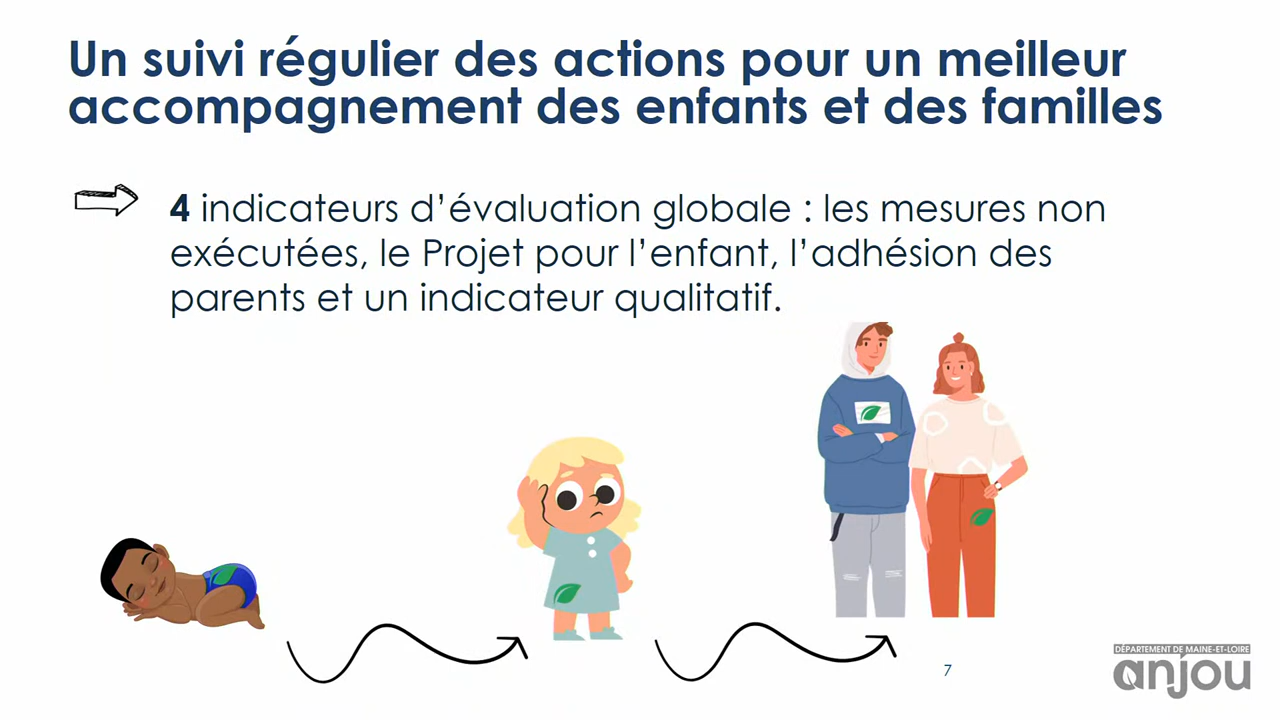 Un suivi régulier des actions pour un meilleur
accompagnement des enfants et des familles
4 indicateurs d’évaluation globale : les mesures non
exécutées, le Projet pour l’enfant, l’adhésion des
parents et un indicateur qualitatif.
7
DÉPARTEMENT DE MAINE-ET-LOIRE
anjou